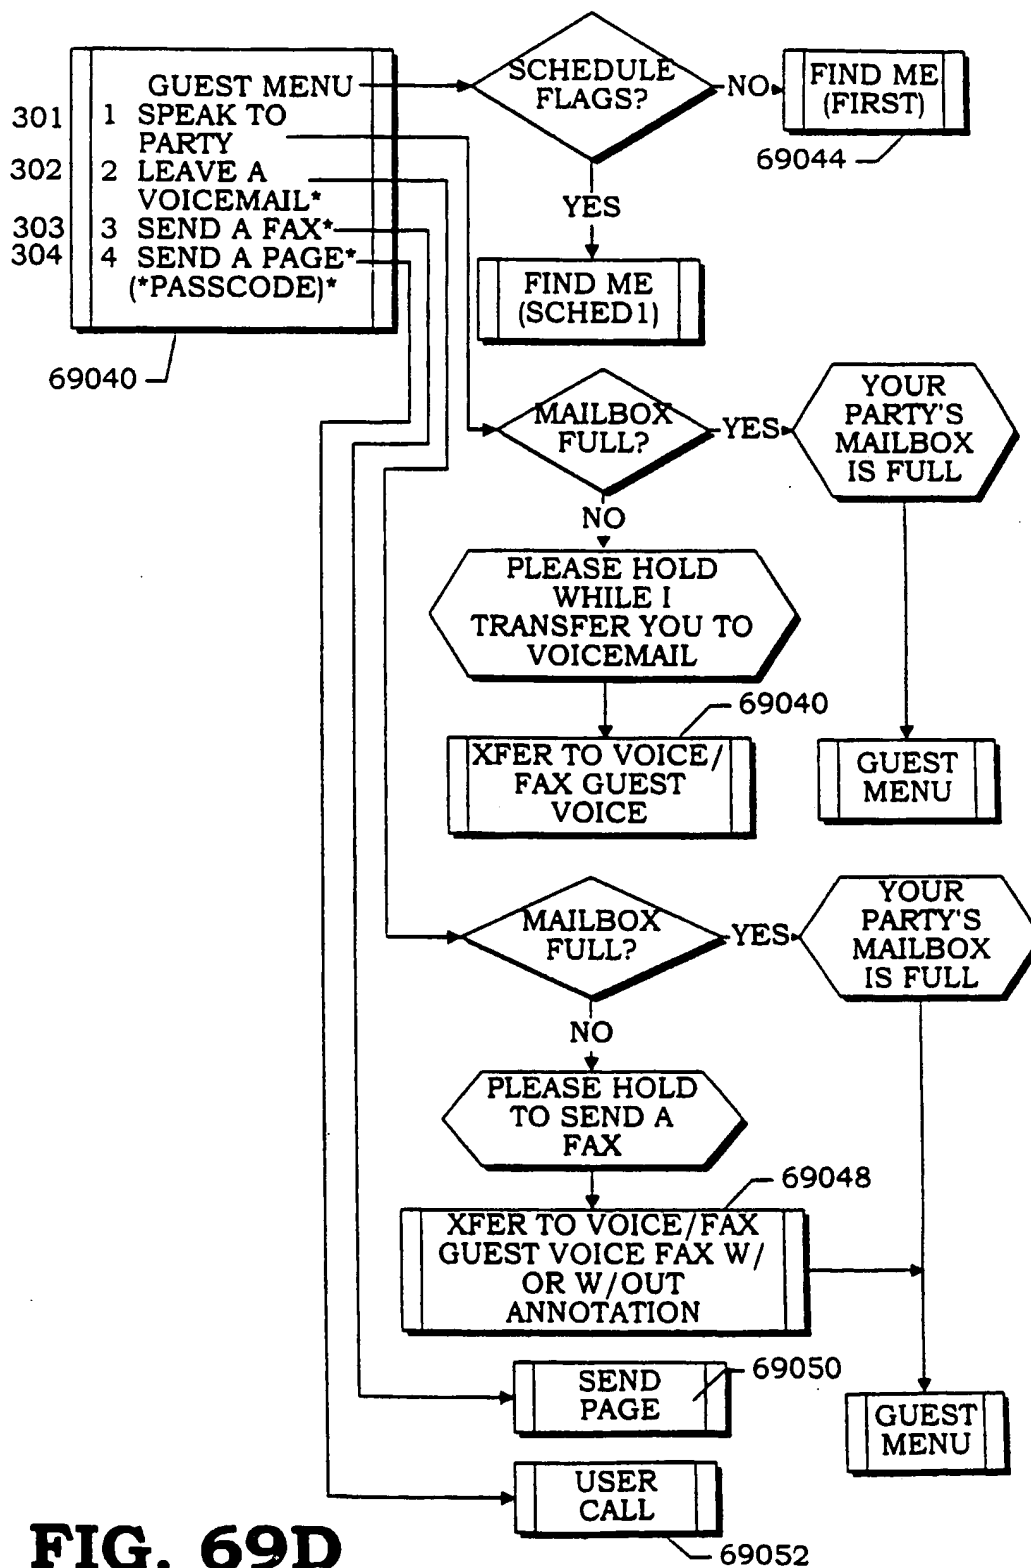 GUEST MENU
301 1 SPEAK TO
PARTY
302 2 LEAVE A
VOICEMAIL*
303 3 SEND A FAX*
304 4 SEND A PAGE*
(*PASSCODE)*
69040
SCHEDULE
FLAGS?
NO
FIND ME
(FIRST)
69044
YES
FIND ME
(SCHED1)
MAILBOX
FULL?
YES
YOUR
PARTY'S
MAILBOX
IS FULL
NO
PLEASE HOLD
WHILE I
TRANSFER YOU TO
VOICEMAIL
69040
XFER TO VOICE/
FAX GUEST
VOICE
GUEST
MENU
MAILBOX
FULL?
YES
YOUR
PARTY'S
MAILBOX
IS FULL
NO
PLEASE HOLD
TO SEND A
FAX
69048
XFER TO VOICE/FAX
GUEST VOICE FAX W/
OR W/OUT
ANNOTATION
69050
SEND
PAGE
GUEST
MENU
USER
CALL
69052
FIG. 69D